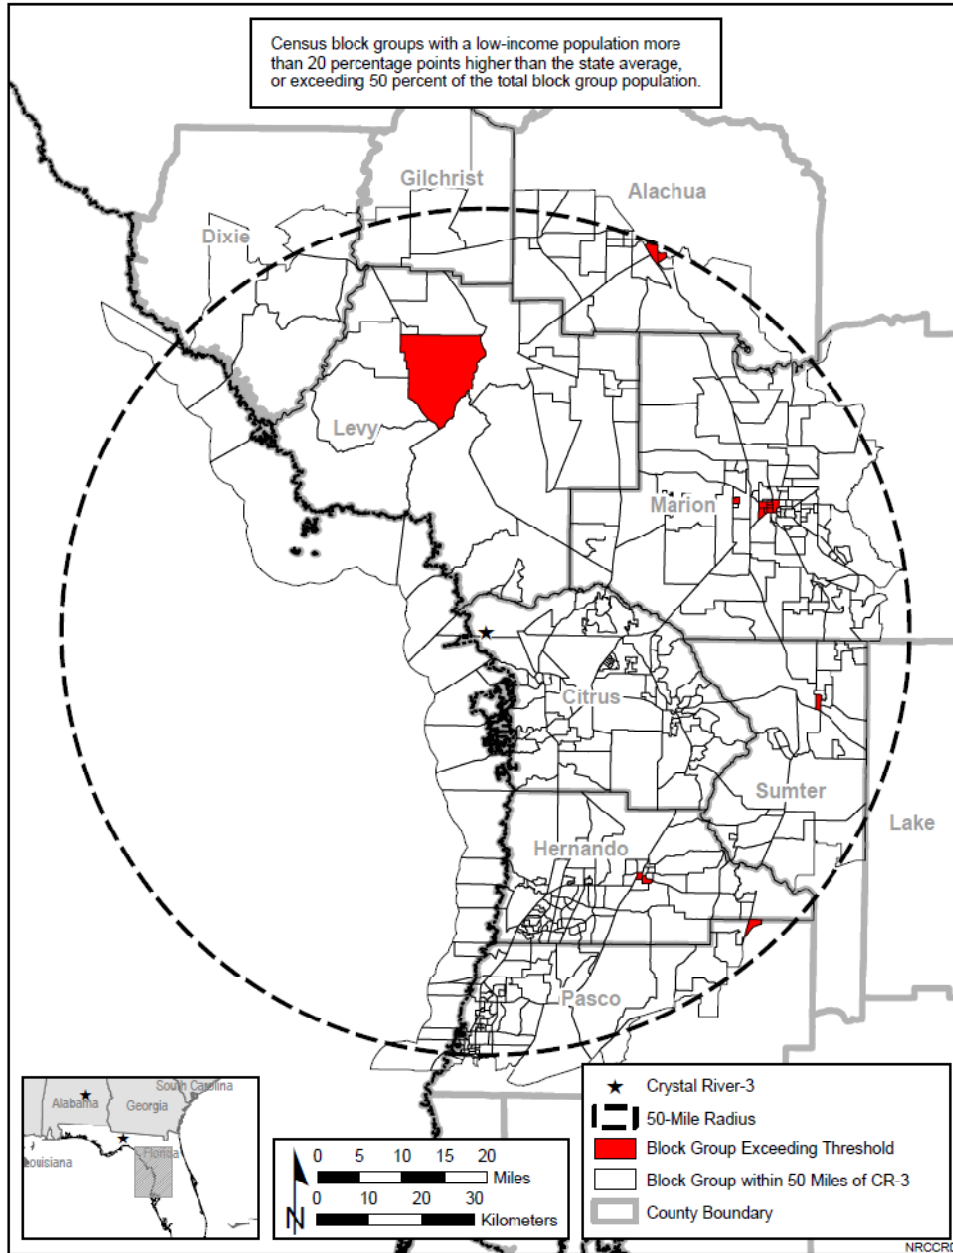 Census block groups with a low-income population more
than 20 percentage points higher than the state average,
or exceeding 50 percent of the total block group population.
Gilchrist
Alachua
Dixie
Levy
Marion
Citrus
Sumter
Lake
Hernando
Pasco
South Carolina
Alabama
Georgia
Louisiana
Florida
0 5 10 15 20
Miles
0 10 20 30
Kilometers
N
Crystal River-3
50-Mile Radius
Block Group Exceeding Threshold
Block Group within 50 Miles of CR-3
County Boundary